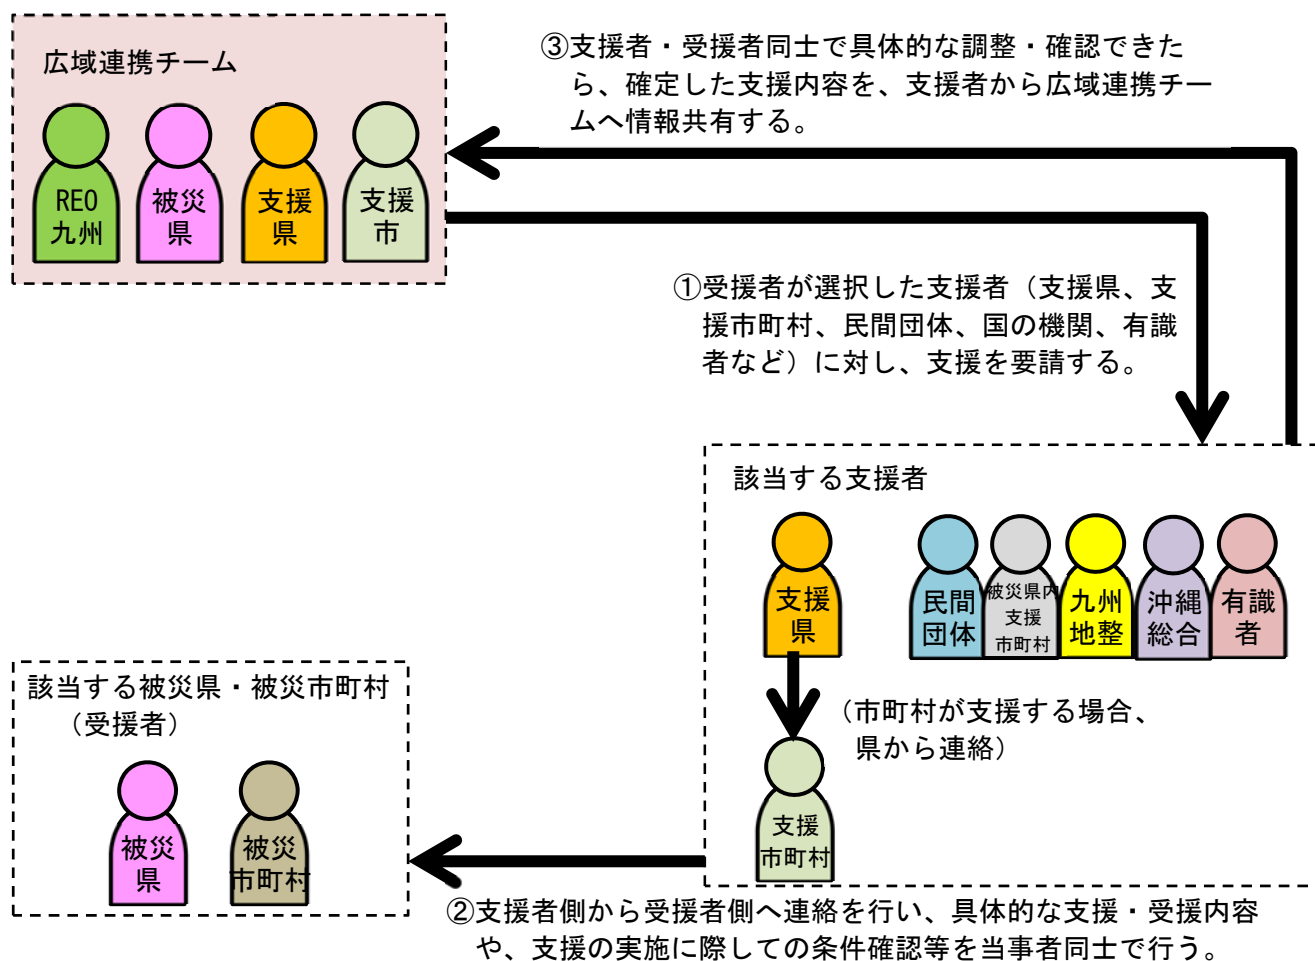 広域連携チーム
REO
九州
被災
県
支援
県
支援
市
③支援者・受援者同士で具体的な調整・確認できた
ら、確定した支援内容を、支援者から広域連携チー
ムへ情報共有する。
①受援者が選択した支援者（支援県、支
援市町村、民間団体、国の機関、有識
者など）に対し、支援を要請する。
該当する支援者
支援
県
民間
団体
被災県内
支援
市町村
九州
地整
沖縄
総合
有識
者
（市町村が支援する場合、
県から連絡）
支援
市町村
該当する被災県・被災市町村
（受援者）
被災
県
被災
市町村
②支援者側から受援者側へ連絡を行い、具体的な支援・受援内容
や、支援の実施に際しての条件確認等を当事者同士で行う。